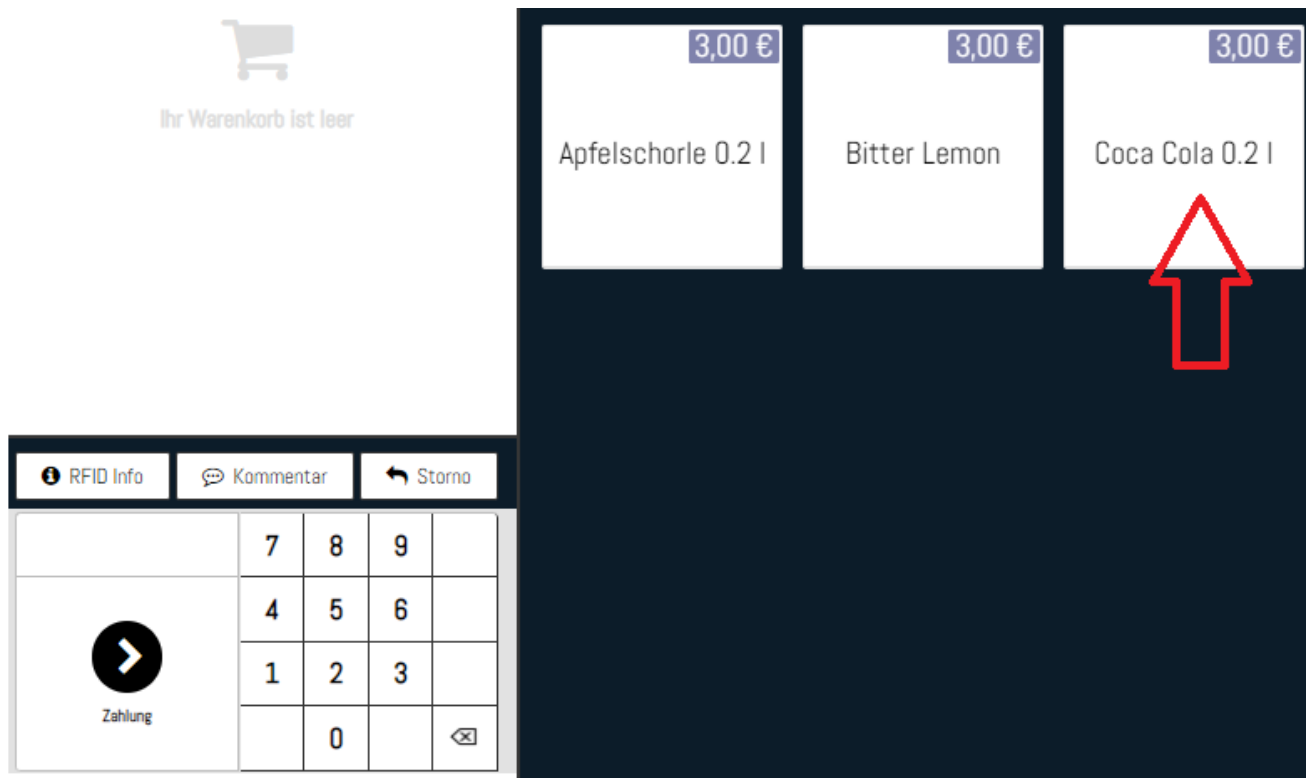 Ihr Warenkorb ist leer
3,00 € 3,00 € 3,00 €
Apfelschorle 0.2 l Bitter Lemon Coca Cola 0.2 l
RFID Info Kommentar Storno
7 8 9
4 5 6
1 2 3
Zahlung
0